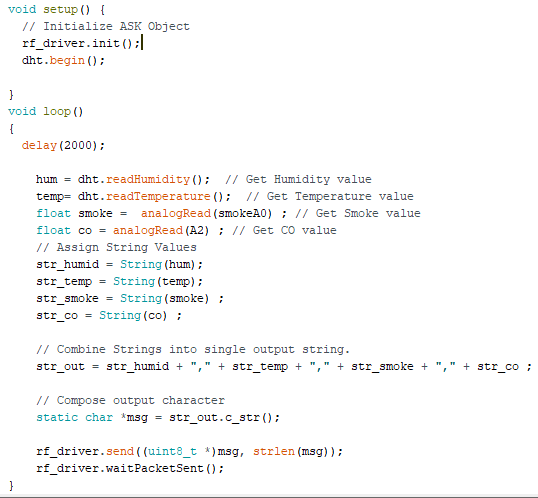 void setup() {
  // Initialize ASK Object
  rf_driver.init();
  dht.begin();
}
void loop()
{
  delay(2000);
    hum = dht.readHumidity();  // Get Humidity value
    temp= dht.readTemperature();  // Get Temperature value
    float smoke =  analogRead(smokeA0) ; // Get Smoke value
    float co = analogRead(A2) ; // Get CO value
    // Assign String Values
    str_humid = String(hum);
    str_temp = String(temp);
    str_smoke = String(smoke) ;
    str_co = String(co) ;
    // Combine Strings into single output string.
    str_out = str_humid + "," + str_temp + "," + str_smoke + "," + str_co ;
    // Compose output character
    static char *msg = str_out.c_str();
    rf_driver.send((uint8_t *)msg, strlen(msg));
    rf_driver.waitPacketSent();
}